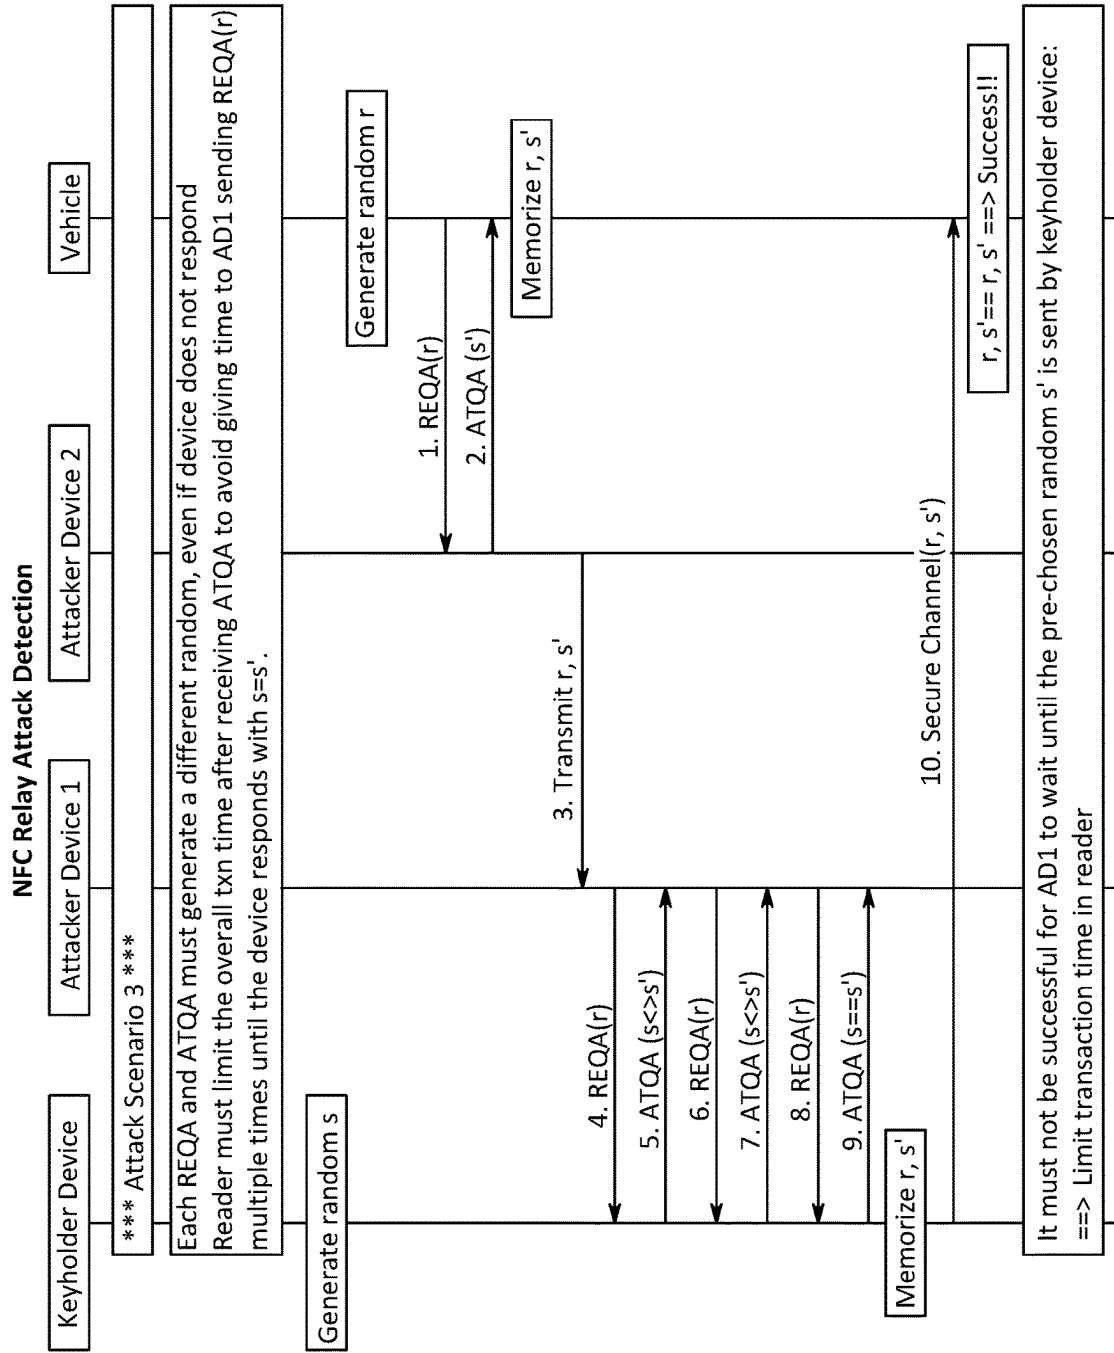 NFC Relay Attack Detection
Keyholder Device
Attacker Device 1
Attacker Device 2
Vehicle
*** Attack Scenario 3 ***
Each REQA and ATQA must generate a different random, even if device does not respond
Reader must limit the overall txn time after receiving ATQA to avoid giving time to AD1 sending REQA(r)
multiple times until the device responds with s=s'.
Generate random s
Generate random r
1. REQA(r)
2. ATQA (s')
Memorize r, s'
3. Transmit r, s'
4. REQA(r)
5. ATQA (s<>s')
6. REQA(r)
7. ATQA (s<>s')
8. REQA(r)
9. ATQA (s==s')
Memorize r, s'
10. Secure Channel(r, s')
r, s'== r, s' ==> Success!!
It must not be successful for AD1 to wait until the pre-chosen random s' is sent by keyholder device:
==> Limit transaction time in reader